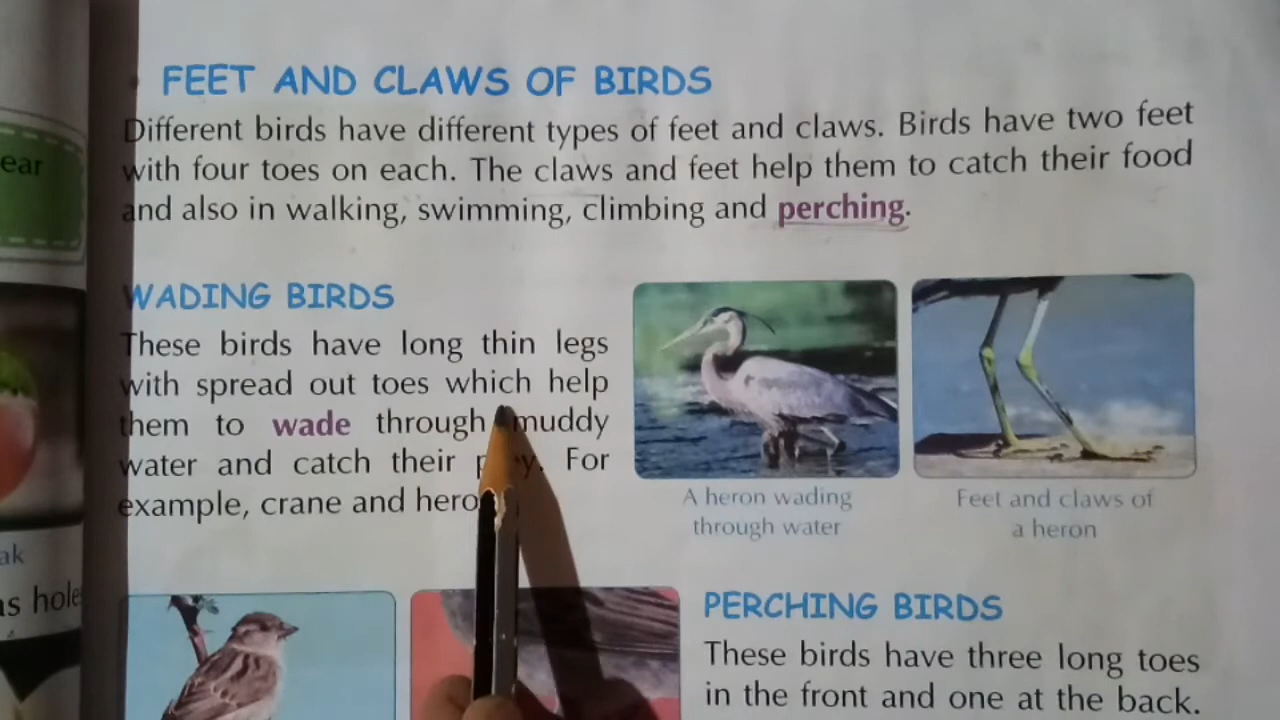 FEET AND CLAWS OF BIRDS
Different birds have different types of feet and claws. Birds have two feet
with four toes on each. The claws and feet help them to catch their food
and also in walking, swimming, climbing and perching.
WADING BIRDS
These birds have long thin legs
with spread out toes which help
them to wade through muddy
water and catch their For
example, crane and
A heron wading
through water
Feet and claws of
a heron
PERCHING BIRDS
These birds have three long toes
in the front and one at the back.
ear
ak
as hole